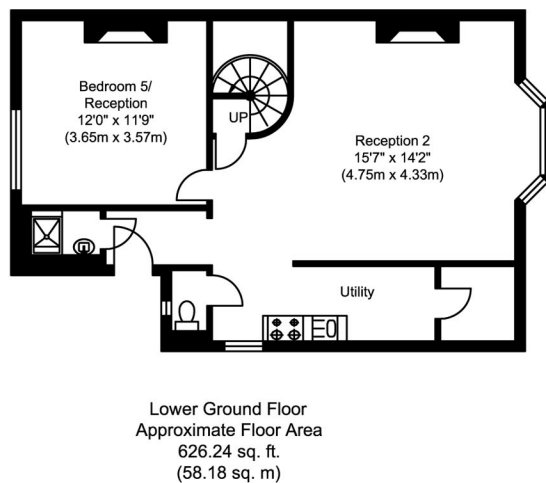 Bedroom 5/
Reception
12'0" x 11'9"
(3.65m x 3.57m)
UP
Reception 2
15'7" x 14'2"
(4.75m x 4.33m)
Utility
Lower Ground Floor
Approximate Floor Area
626.24 sq. ft.
(58.18 sq. m)